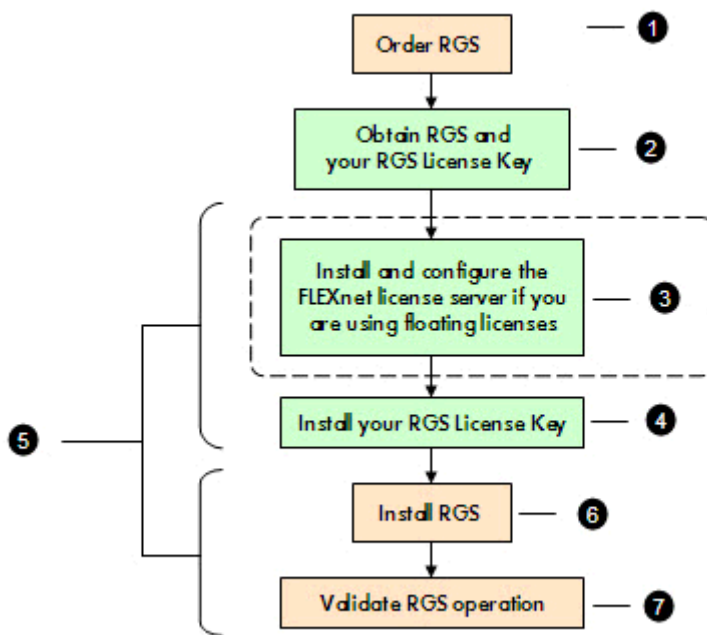 Order RGS
1
Obtain RGS and
your RGS License Key
2
Install and configure the
FLEXnet license server if you
are using floating licenses
3
Install your RGS License Key
4
5
Install RGS
6
Validate RGS operation
7